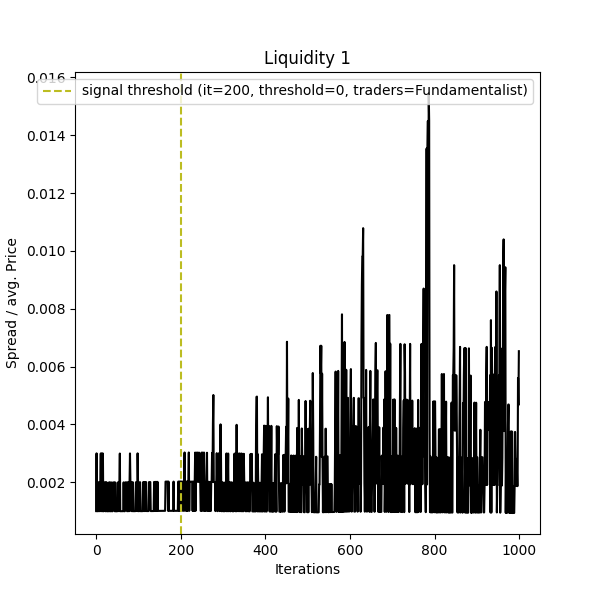 Liquidity 1
signal threshold (it=200, threshold=0, traders=Fundamentalist)
0.016
0.014
0.012
0.010
0.008
0.006
0.004
0.002
Spread / avg. Price
0 200 400 600 800 1000
Iterations